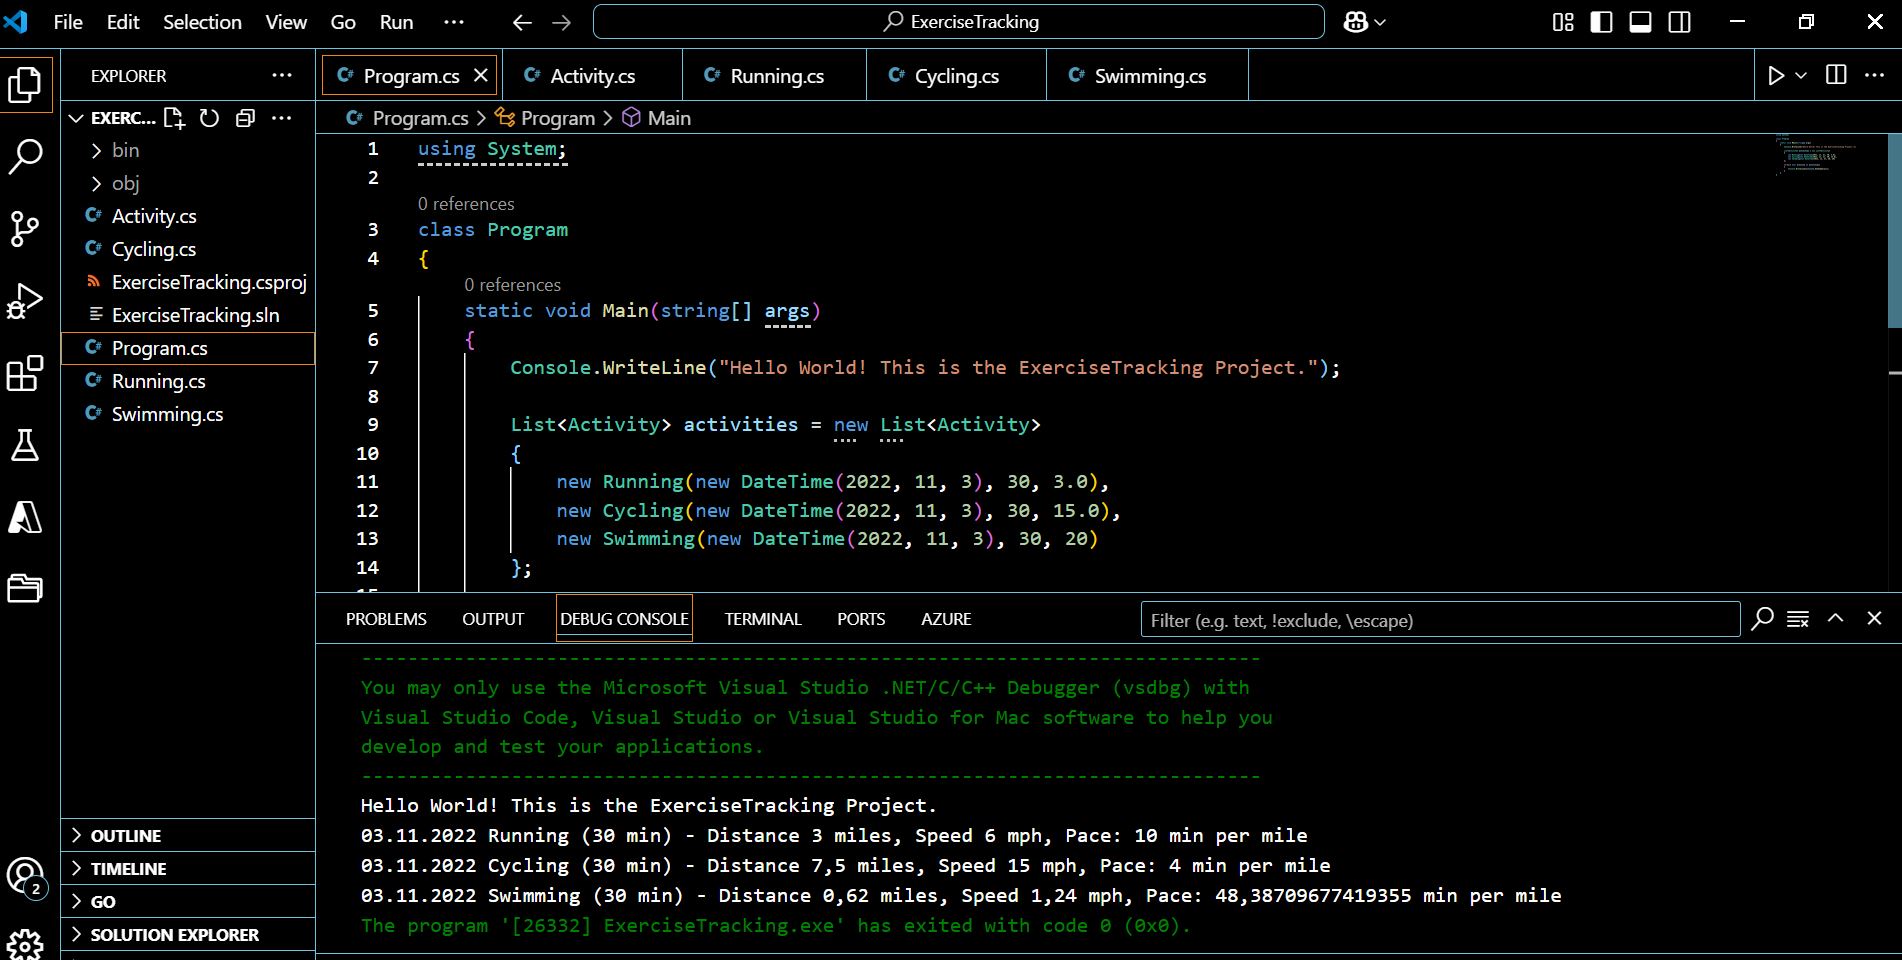 File Edit Selection View Go Run ···
ExerciseTracking
EXPLORER ···
Program.cs
Activity.cs
Running.cs
Cycling.cs
Swimming.cs
EXERC...
Program.cs > Program > Main
bin
obj
Activity.cs
Cycling.cs
ExerciseTracking.csproj
ExerciseTracking.sln
Program.cs
Running.cs
Swimming.cs
1 using System;
2
0 references
3 class Program
4 {
0 references
5 static void Main(string[] args)
6 {
7 Console.WriteLine("Hello World! This is the ExerciseTracking Project.");
8
9 List<Activity> activities = new List<Activity>
10 {
11 new Running(new DateTime(2022, 11, 3), 30, 3.0),
12 new Cycling(new DateTime(2022, 11, 3), 30, 15.0),
13 new Swimming(new DateTime(2022, 11, 3), 30, 20)
14 };
PROBLEMS OUTPUT DEBUG CONSOLE TERMINAL PORTS AZURE
Filter (e.g. text, !exclude, \escape)
------------------------------------------------------------------------------
You may only use the Microsoft Visual Studio .NET/C/C++ Debugger (vsdbg) with
Visual Studio Code, Visual Studio or Visual Studio for Mac software to help you
develop and test your applications.
------------------------------------------------------------------------------
Hello World! This is the ExerciseTracking Project.
03.11.2022 Running (30 min) - Distance 3 miles, Speed 6 mph, Pace: 10 min per mile
03.11.2022 Cycling (30 min) - Distance 7,5 miles, Speed 15 mph, Pace: 4 min per mile
03.11.2022 Swimming (30 min) - Distance 0,62 miles, Speed 1,24 mph, Pace: 48,38709677419355 min per mile
The program '[26332] ExerciseTracking.exe' has exited with code 0 (0x0).
OUTLINE
TIMELINE
GO
SOLUTION EXPLORER
2